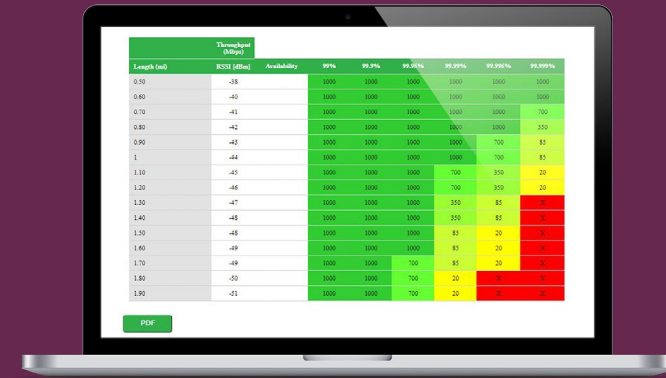 Throughput
(Mbps)
Length (mi) RSSI [dBm] Availability 99% 99.9% 99.95% 99.99% 99.995% 99.999%
0.50 -38 1000 1000 1000 1000 1000 1000
0.60 -40 1000 1000 1000 1000 1000 1000
0.70 -41 1000 1000 1000 1000 1000 700
0.80 -42 1000 1000 1000 1000 1000 350
0.90 -43 1000 1000 1000 1000 700 85
1 -44 1000 1000 1000 1000 700 85
1.10 -45 1000 1000 1000 700 350 20
1.20 -46 1000 1000 1000 700 350 20
1.30 -47 1000 1000 1000 350 85 X
1.40 -48 1000 1000 1000 350 85 X
1.50 -48 1000 1000 1000 85 20 X
1.60 -49 1000 1000 1000 85 20 X
1.70 -49 1000 1000 700 85 20 X
1.80 -50 1000 1000 700 20 X X
1.90 -51 1000 1000 700 20 X X
PDF